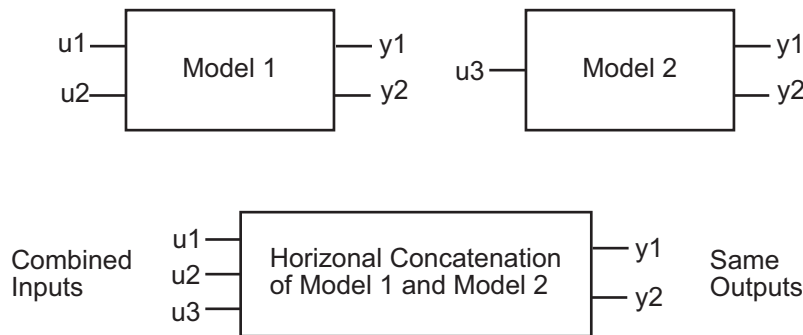 u1
u2
Model 1
y1
y2
u3
Model 2
y1
y2
Combined
Inputs
u1
u2
u3
Horizonal Concatenation
of Model 1 and Model 2
y1
y2
Same
Outputs